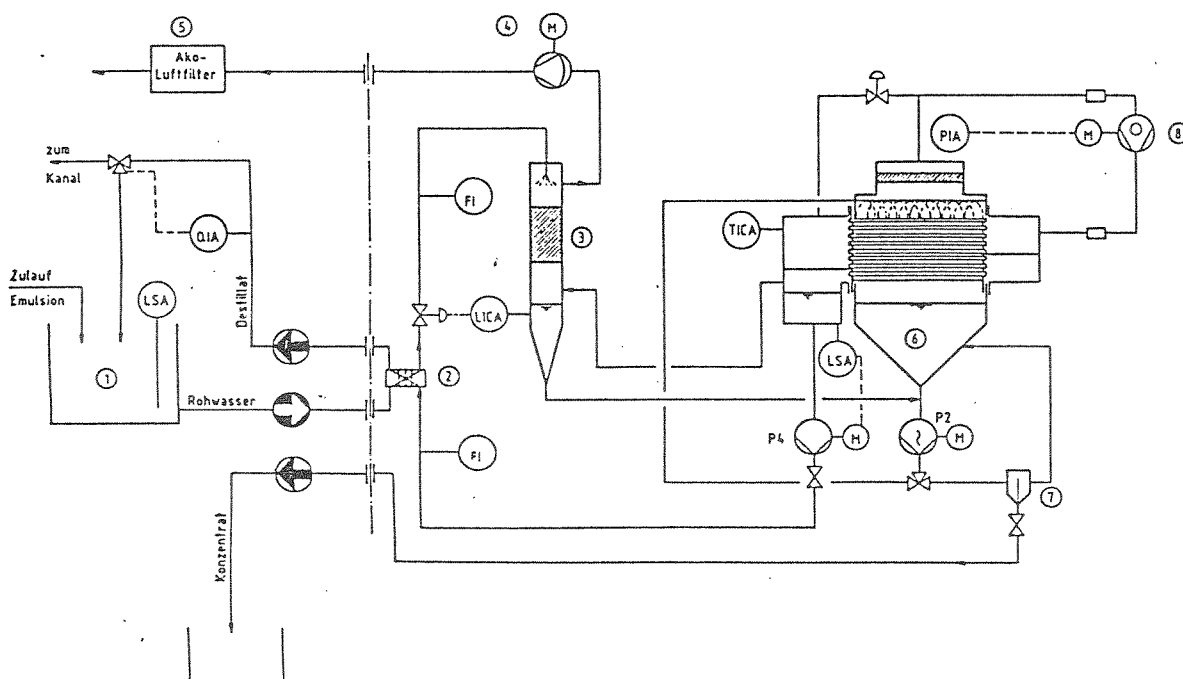 5
4
M
Ako-
Luftfilter
zum
Kanal
PIA
M
8
FI
TICA
3
QIA
Zulauf
Emulsion
LSA
Destillat
LICA
6
1
2
LSA
Rohwasser
P4
M
P2
M
FI
7
Konzentrat